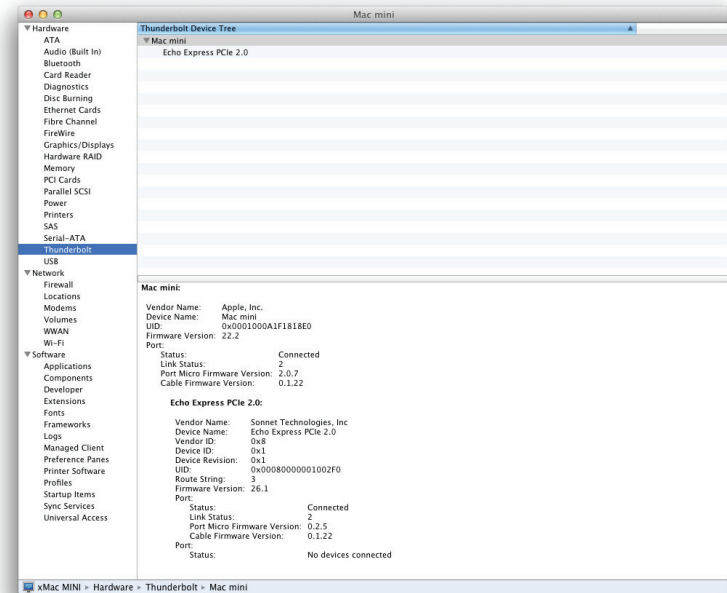 Mac mini
Hardware
ATA
Audio (Built In)
Bluetooth
Card Reader
Diagnostics
Disc Burning
Ethernet Cards
Fibre Channel
FireWire
Graphics/Displays
Hardware RAID
Memory
PCI Cards
Parallel SCSI
Power
Printers
SAS
Serial-ATA
Thunderbolt
USB
Network
Firewall
Locations
Modems
Volumes
WWAN
Wi-Fi
Software
Applications
Components
Developer
Extensions
Fonts
Frameworks
Logs
Managed Client
Preference Panes
Printer Software
Profiles
Startup Items
Sync Services
Universal Access
Thunderbolt Device Tree
Mac mini
Echo Express PCIe 2.0
Mac mini:
Vendor Name: Apple, Inc.
Device Name: Mac mini
UID: 0x0001000A1F1818E0
Firmware Version: 22.2
Port:
Status: Connected
Link Status: 2
Port Micro Firmware Version: 2.0.7
Cable Firmware Version: 0.1.22
Echo Express PCIe 2.0:
Vendor Name: Sonnet Technologies, Inc
Device Name: Echo Express PCIe 2.0
Vendor ID: 0x8
Device ID: 0x1
Device Revision: 0x1
UID: 0x00080000001002F0
Route String: 3
Firmware Version: 26.1
Port:
Status: Connected
Link Status: 2
Port Micro Firmware Version: 0.2.5
Cable Firmware Version: 0.1.22
Port:
Status: No devices connected
xMac MINI ▸ Hardware ▸ Thunderbolt ▸ Mac mini